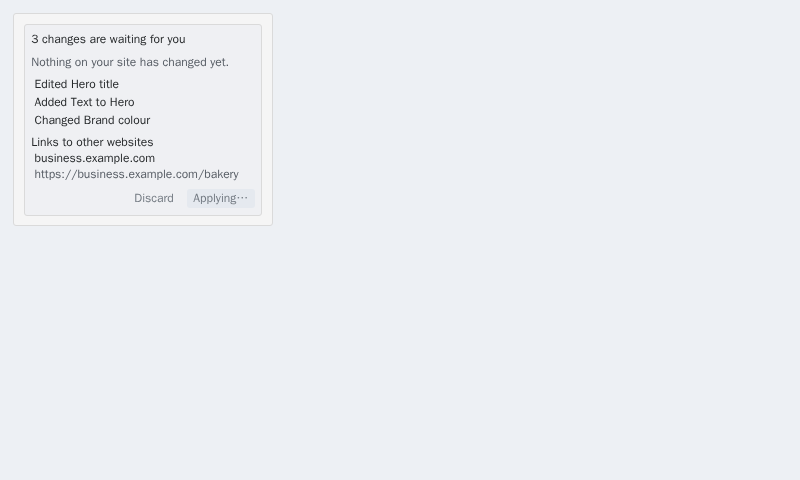 3 changes are waiting for you
Nothing on your site has changed yet.
Edited Hero title
Added Text to Hero
Changed Brand colour
Links to other websites
business.example.com
https://business.example.com/bakery
Discard
Applying⋯